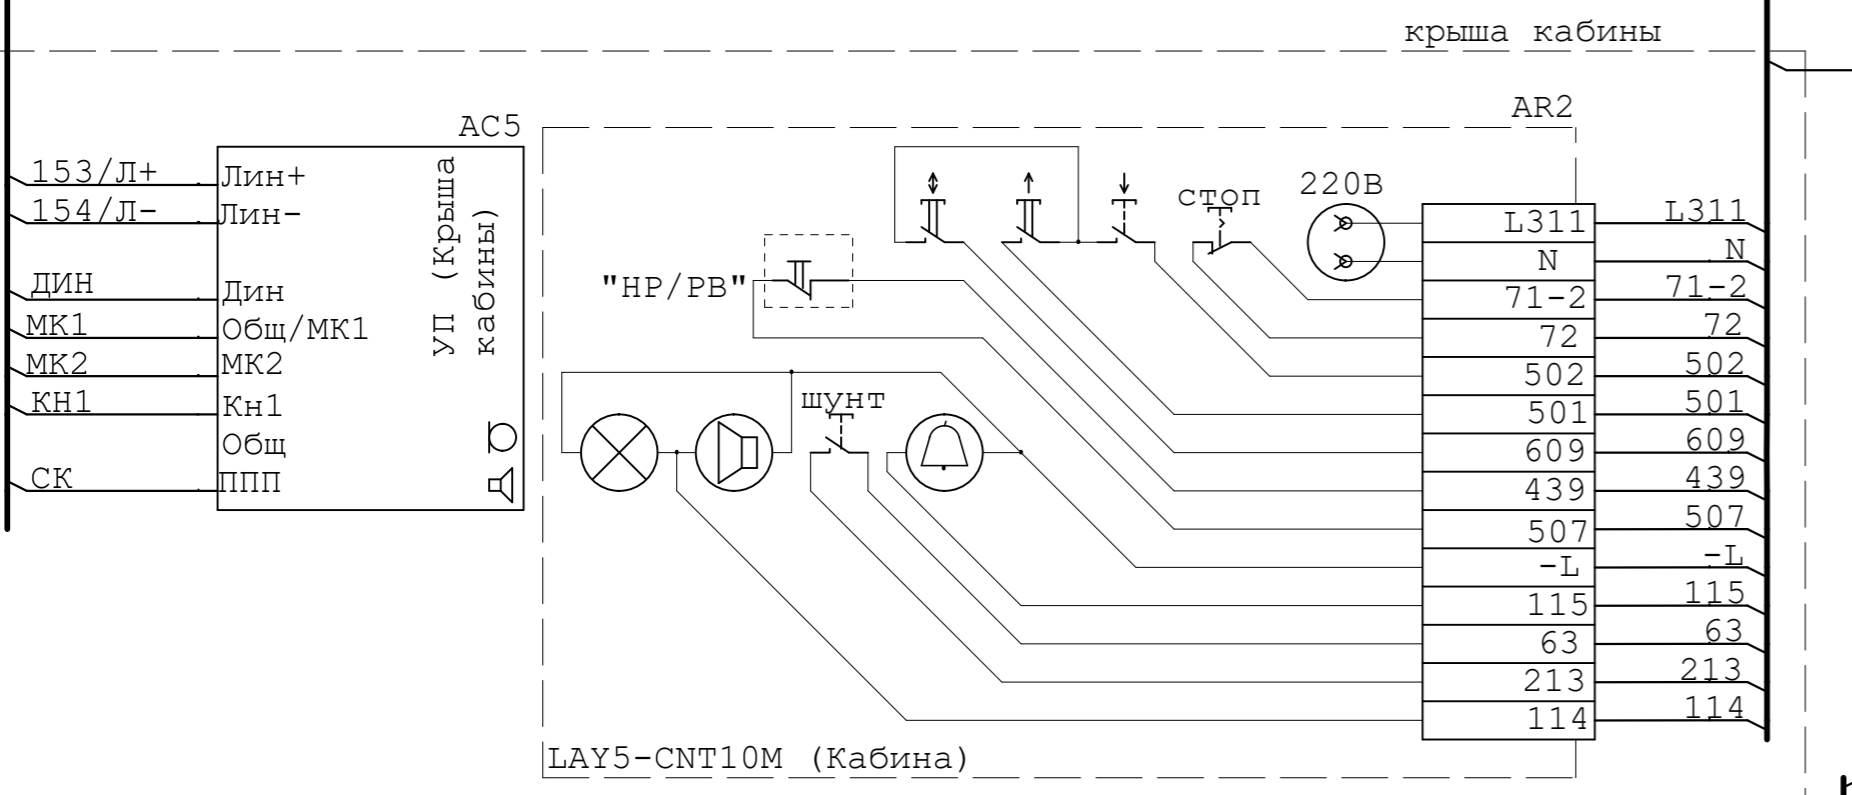 крыша кабины
AC5
AR2
153/Л+
Лин+
154/Л-
Лин-
ДИН
Дин
МК1
Общ/МК1
МК2
МК2
КН1
Кн1
Общ
СК
ППП
УП (Крыша
кабины)
стоп
220В
"НР/РВ"
шунт
L311
L311
N
N
71-2
71-2
72
72
502
502
501
501
609
609
439
439
507
507
-L
-L
115
115
63
63
213
213
114
114
LAY5-CNT10M (Кабина)